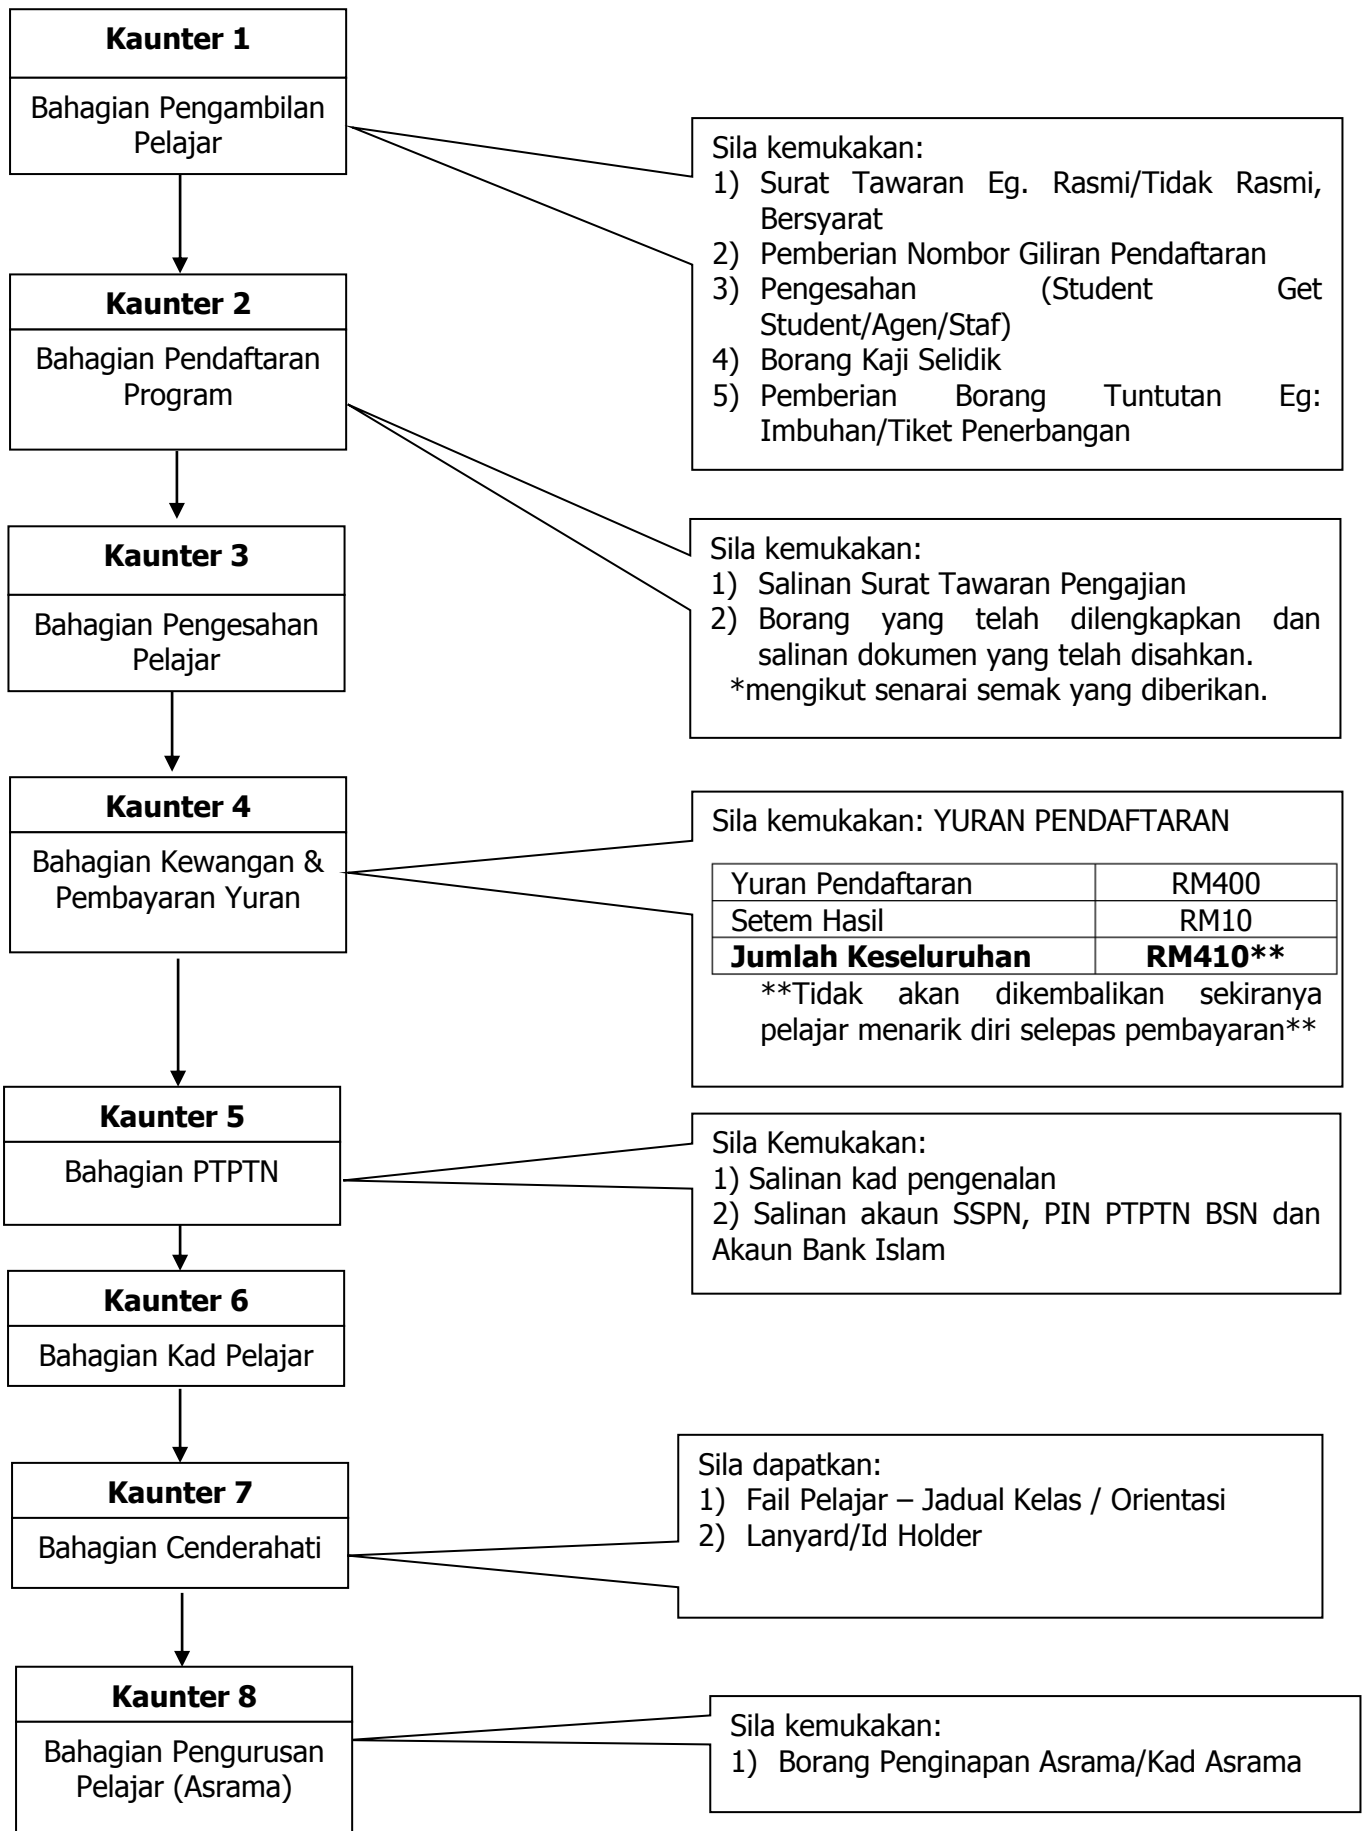 Kaunter 1
Bahagian Pengambilan
Pelajar
Sila kemukakan:
1) Surat Tawaran Eg. Rasmi/Tidak Rasmi,
Bersyarat
2) Pemberian Nombor Giliran Pendaftaran
3) Pengesahan (Student Get
Student/Agen/Staf)
4) Borang Kaji Selidik
5) Pemberian Borang Tuntutan Eg:
Imbuhan/Tiket Penerbangan
Kaunter 2
Bahagian Pendaftaran
Program
Sila kemukakan:
1) Salinan Surat Tawaran Pengajian
2) Borang yang telah dilengkapkan dan
salinan dokumen yang telah disahkan.
*mengikut senarai semak yang diberikan.
Kaunter 3
Bahagian Pengesahan
Pelajar
Kaunter 4
Bahagian Kewangan &
Pembayaran Yuran
Sila kemukakan: YURAN PENDAFTARAN
Yuran Pendaftaran RM400
Setem Hasil RM10
Jumlah Keseluruhan RM410**
**Tidak akan dikembalikan sekiranya
pelajar menarik diri selepas pembayaran**
Kaunter 5
Bahagian PTPTN
Sila Kemukakan:
1) Salinan kad pengenalan
2) Salinan akaun SSPN, PIN PTPTN BSN dan
Akaun Bank Islam
Kaunter 6
Bahagian Kad Pelajar
Kaunter 7
Bahagian Cenderahati
Sila dapatkan:
1) Fail Pelajar – Jadual Kelas / Orientasi
2) Lanyard/Id Holder
Kaunter 8
Bahagian Pengurusan
Pelajar (Asrama)
Sila kemukakan:
1) Borang Penginapan Asrama/Kad Asrama